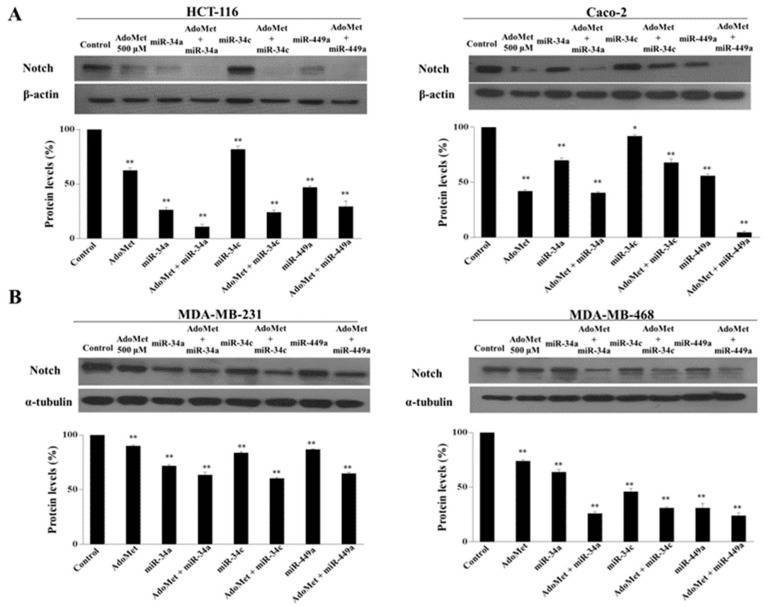 A
HCT-116
Control
AdoMet
500 µM
miR-34a
AdoMet
+
miR-34a
miR-34c
AdoMet
+
miR-34c
miR-449a
AdoMet
+
miR-449a
Notch
β-actin
Protein levels (%)
100
50
0
** ** ** ** ** ** **
Control
AdoMet
miR-34a
AdoMet + miR-34a
miR-34c
AdoMet + miR-34c
miR-449a
AdoMet + miR-449a
Caco-2
Control
AdoMet
500 µM
miR-34a
AdoMet
+
miR-34a
miR-34c
AdoMet
+
miR-34c
miR-449a
AdoMet
+
miR-449a
Notch
β-actin
Protein levels (%)
100
50
0
** ** ** * ** ** **
Control
AdoMet
miR-34a
AdoMet + miR-34a
miR-34c
AdoMet + miR-34c
miR-449a
AdoMet + miR-449a
B
MDA-MB-231
Control
AdoMet
500 µM
miR-34a
AdoMet
+
miR-34a
miR-34c
AdoMet
+
miR-34c
miR-449a
AdoMet
+
miR-449a
Notch
α-tubulin
Protein levels (%)
100
50
0
** ** ** ** ** ** **
Control
AdoMet
miR-34a
AdoMet + miR-34a
miR-34c
AdoMet + miR-34c
miR-449a
AdoMet + miR-449a
MDA-MB-468
Control
AdoMet
500 µM
miR-34a
AdoMet
+
miR-34a
miR-34c
AdoMet
+
miR-34c
miR-449a
AdoMet
+
miR-449a
Notch
α-tubulin
Protein levels (%)
100
50
0
** ** ** ** ** ** **
Control
AdoMet
miR-34a
AdoMet + miR-34a
miR-34c
AdoMet + miR-34c
miR-449a
AdoMet + miR-449a